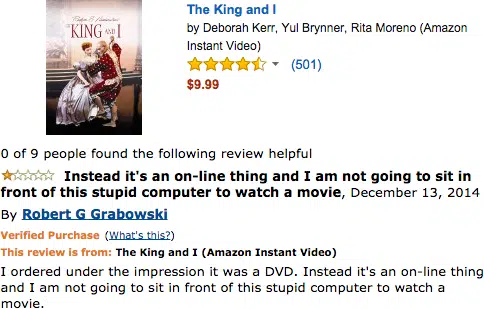 Rodgers & Hammerstein's
The KING and I
The King and I
by Deborah Kerr, Yul Brynner, Rita Moreno (Amazon
Instant Video)
(501)
$9.99
0 of 9 people found the following review helpful
Instead it's an on-line thing and I am not going to sit in
front of this stupid computer to watch a movie, December 13, 2014
By Robert G Grabowski
Verified Purchase (What's this?)
This review is from: The King and I (Amazon Instant Video)
I ordered under the impression it was a DVD. Instead it's an on-line thing
and I am not going to sit in front of this stupid computer to watch a
movie.